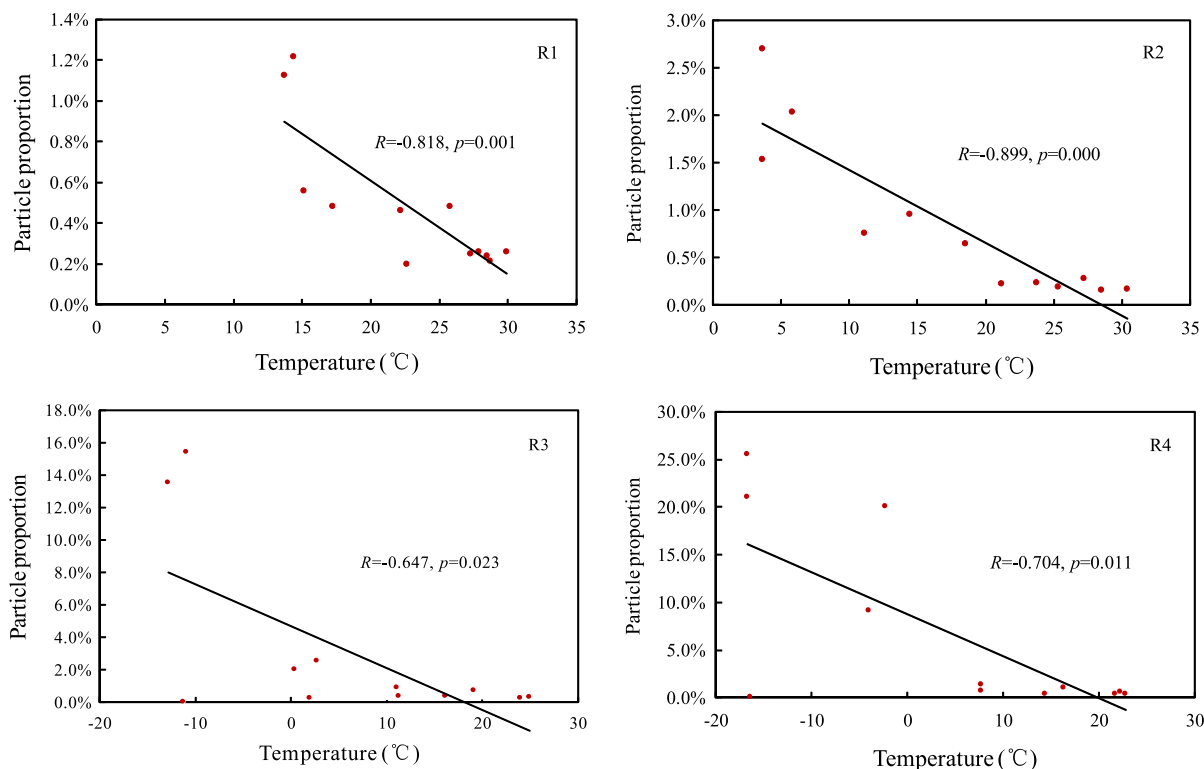 1.4%
1.2%
1.0%
0.8%
0.6%
0.4%
0.2%
0.0%
Particle proportion
R1
R=-0.818, p=0.001
0 5 10 15 20 25 30 35
Temperature (℃)
3.0%
2.5%
2.0%
1.5%
1.0%
0.5%
0.0%
Particle proportion
R2
R=-0.899, p=0.000
0 5 10 15 20 25 30 35
Temperature (℃)
18.0%
16.0%
14.0%
12.0%
10.0%
8.0%
6.0%
4.0%
2.0%
0.0%
Particle proportion
R3
R=-0.647, p=0.023
-20 -10 0 10 20 30
Temperature (℃)
30.0%
25.0%
20.0%
15.0%
10.0%
5.0%
0.0%
Particle proportion
R4
R=-0.704, p=0.011
-20 -10 0 10 20 30
Temperature (℃)